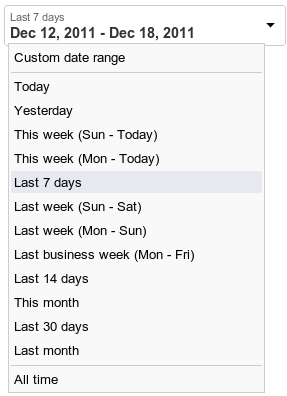 Last 7 days
Dec 12, 2011 - Dec 18, 2011
Custom date range
Today
Yesterday
This week (Sun - Today)
This week (Mon - Today)
Last 7 days
Last week (Sun - Sat)
Last week (Mon - Sun)
Last business week (Mon - Fri)
Last 14 days
This month
Last 30 days
Last month
All time